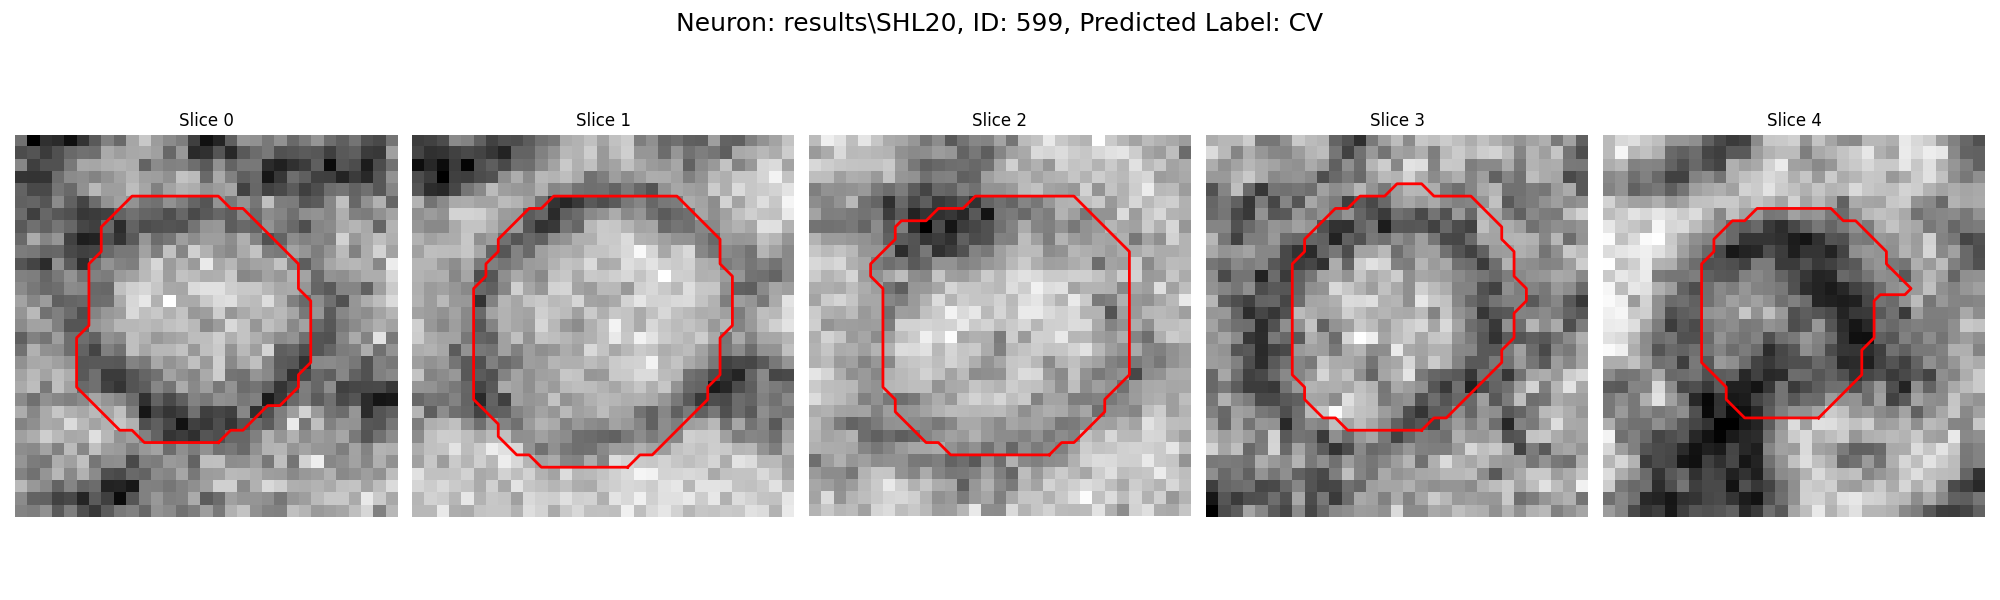 Neuron: results\SHL20, ID: 599, Predicted Label: CV
Slice 0
Slice 1
Slice 2
Slice 3
Slice 4